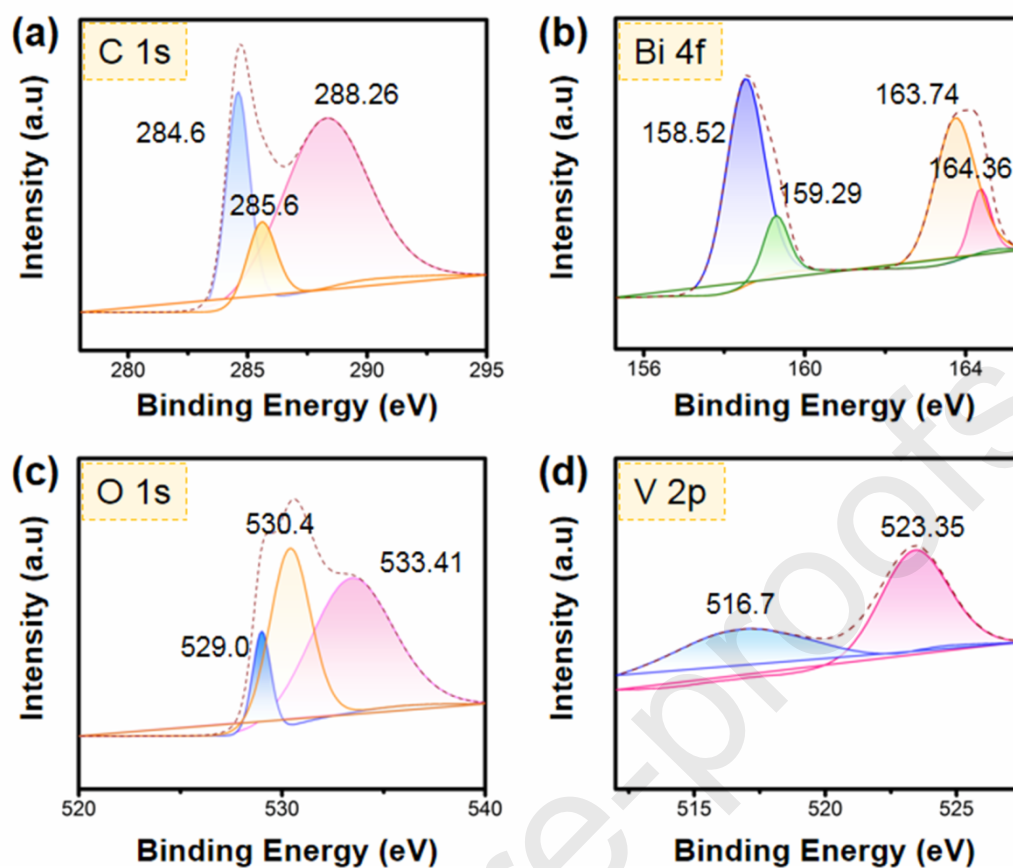 (a)
C 1s
284.6
285.6
288.26
Intensity (a.u)
280 285 290 295
Binding Energy (eV)
(b)
Bi 4f
158.52
159.29
163.74
164.36
Intensity (a.u)
156 160 164
Binding Energy (eV)
(c)
O 1s
529.0
530.4
533.41
Intensity (a.u)
520 530 540
Binding Energy (eV)
(d)
V 2p
516.7
523.35
Intensity (a.u)
515 520 525
Binding Energy (eV)
re-proofs